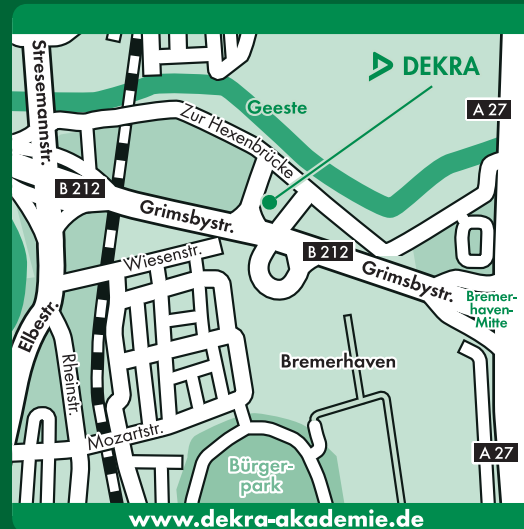 Stresemannstr.
DEKRA
Geeste
A 27
Zur Hexenbrücke
B 212
Grimsbystr.
B 212
Wiesenstr.
Grimsbystr.
Bremer-
haven-
Mitte
Elbestr.
Rheinstr.
Bremerhaven
Mozartstr.
A 27
Bürger-
park
www.dekra-akademie.de